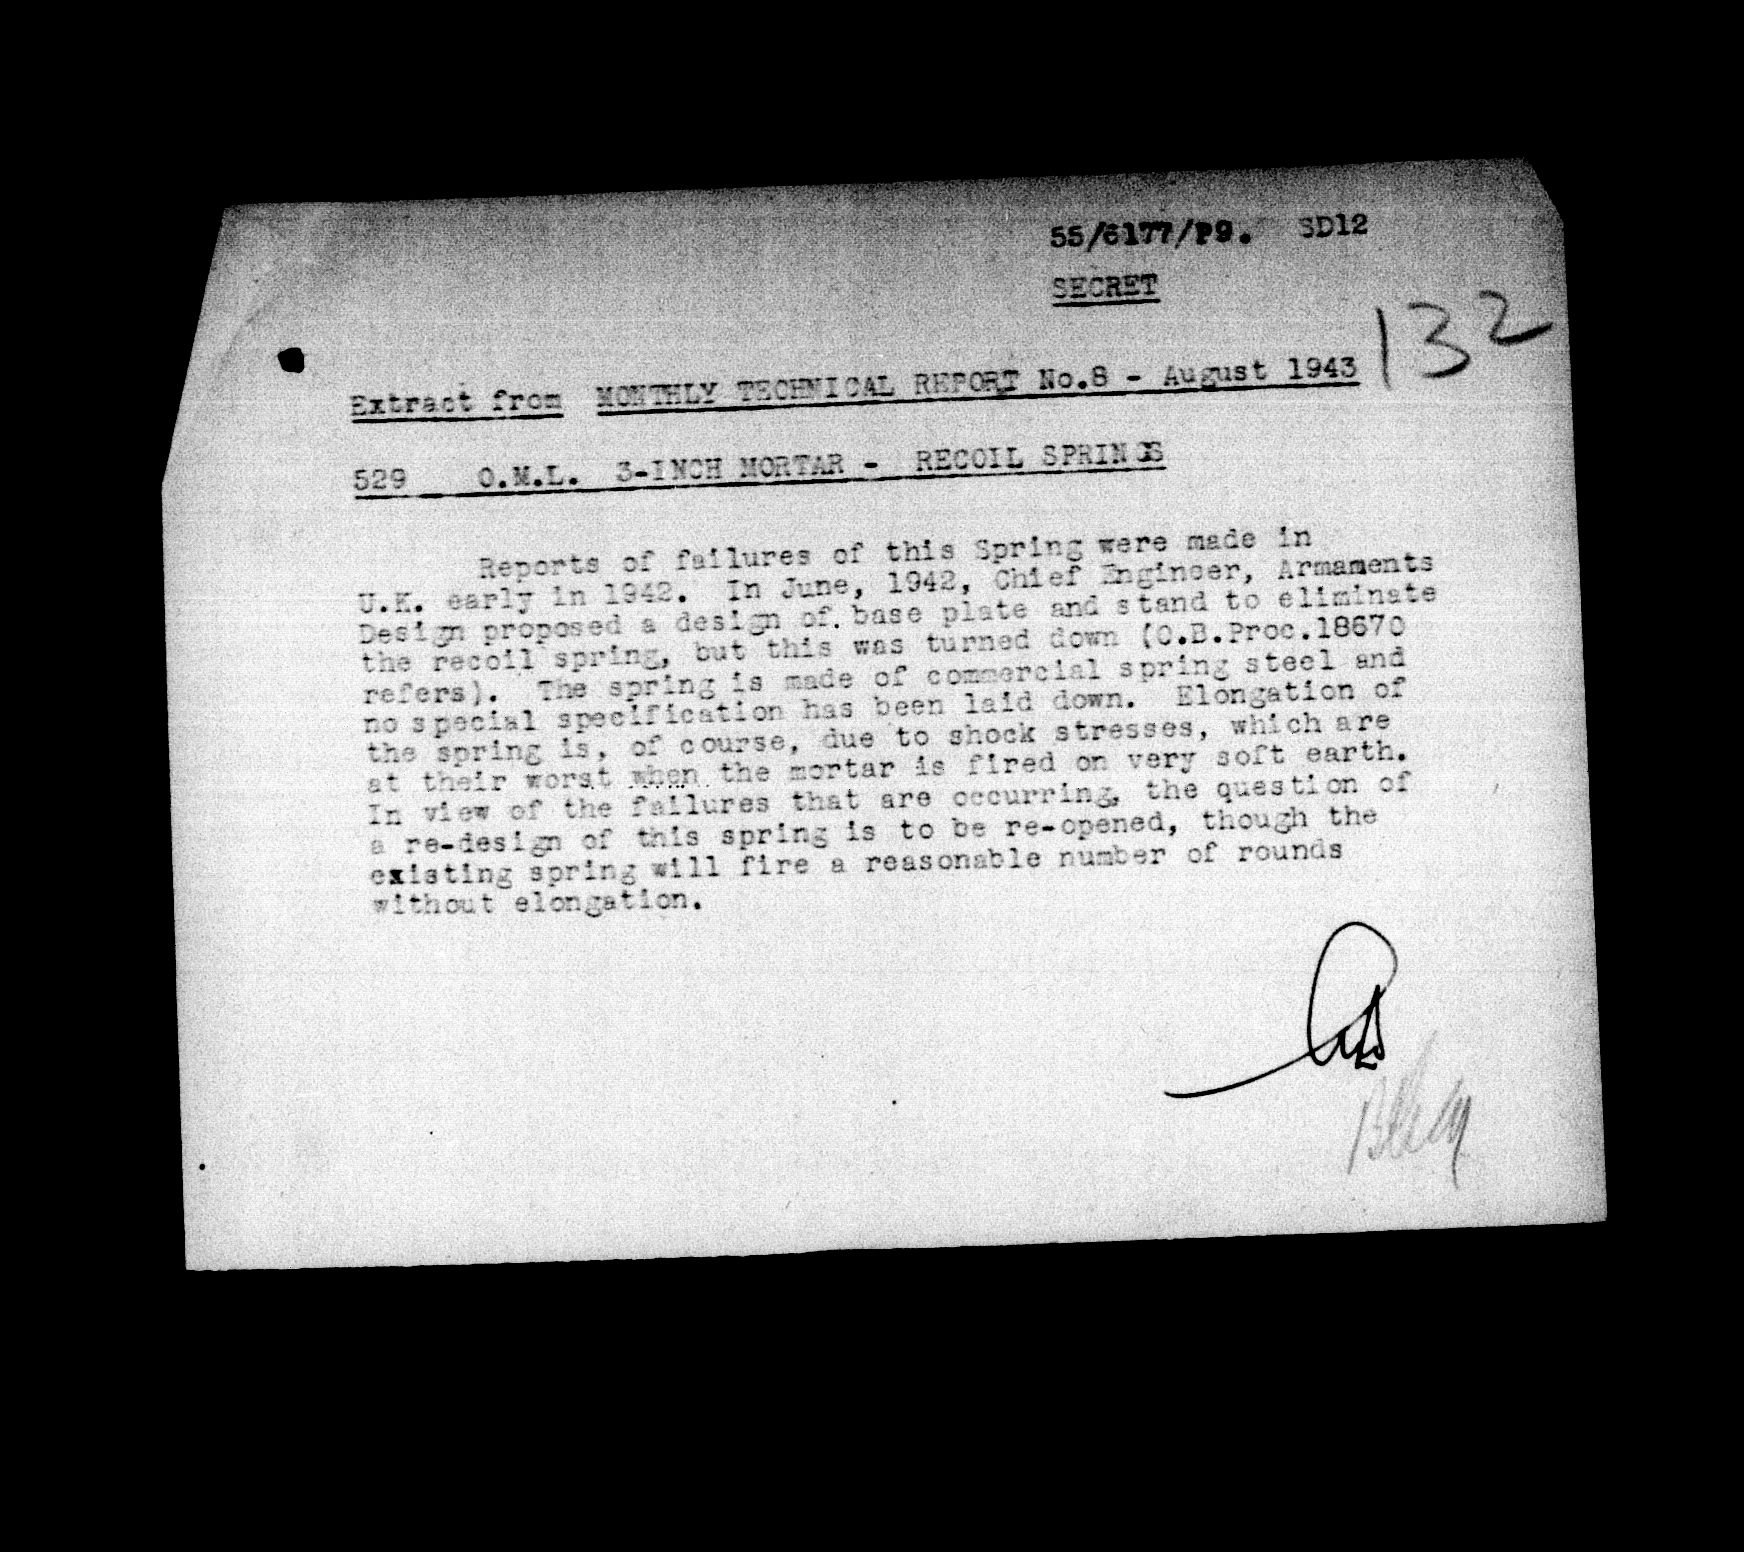 55/6177/P9. SD12
SECRET
132
Extract from MONTHLY TECHNICAL REPORT No.8 - August 1943
529 O.M.L. 3-INCH MORTAR - RECOIL SPRINGS
Reports of failures of this Spring were made in
U.K. early in 1942. In June, 1942, Chief Engineer, Armaments
Design proposed a design of base plate and stand to eliminate
the recoil spring, but this was turned down (O.B.Proc.18670
refers). The spring is made of commercial spring steel and
no special specification has been laid down. Elongation of
the spring is, of course, due to shock stresses, which are
at their worst when the mortar is fired on very soft earth.
In view of the failures that are occurring, the question of
a re-design of this spring is to be re-opened, though the
existing spring will fire a reasonable number of rounds
without elongation.